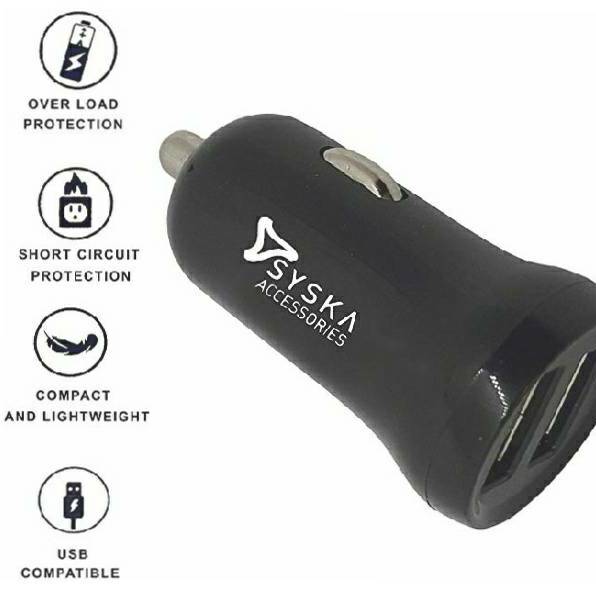 OVER LOAD
PROTECTION
SHORT CIRCUIT
PROTECTION
COMPACT
AND LIGHTWEIGHT
USB
COMPATIBLE
SYSKA
ACCESSORIES